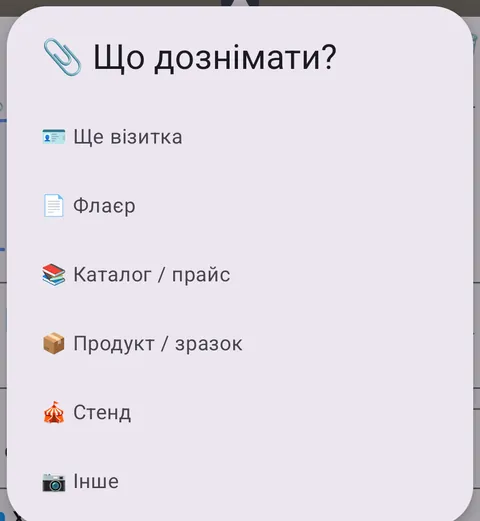 📎 Що дознімати?
🪪 Ще візитка
📄 Флаєр
📚 Каталог / прайс
📦 Продукт / зразок
🎪 Стенд
📷 Інше